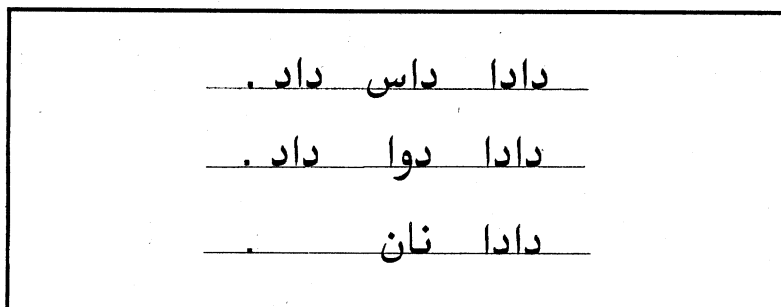 دادا داس داد .
دادا دوا داد .
دادا نان .